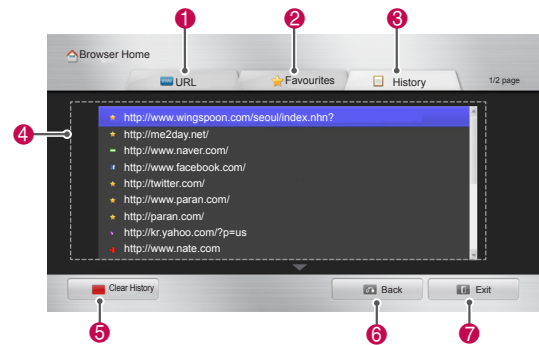 1 2 3
Browser Home
URL Favourites History 1/2 page
4
http://www.wingspoon.com/seoul/index.nhn?
http://me2day.net/
http://www.naver.com/
http://www.facebook.com/
http://twitter.com/
http://www.paran.com/
http://paran.com/
http://kr.yahoo.com/?p=us
http://www.nate.com
Clear History Back Exit
5 6 7